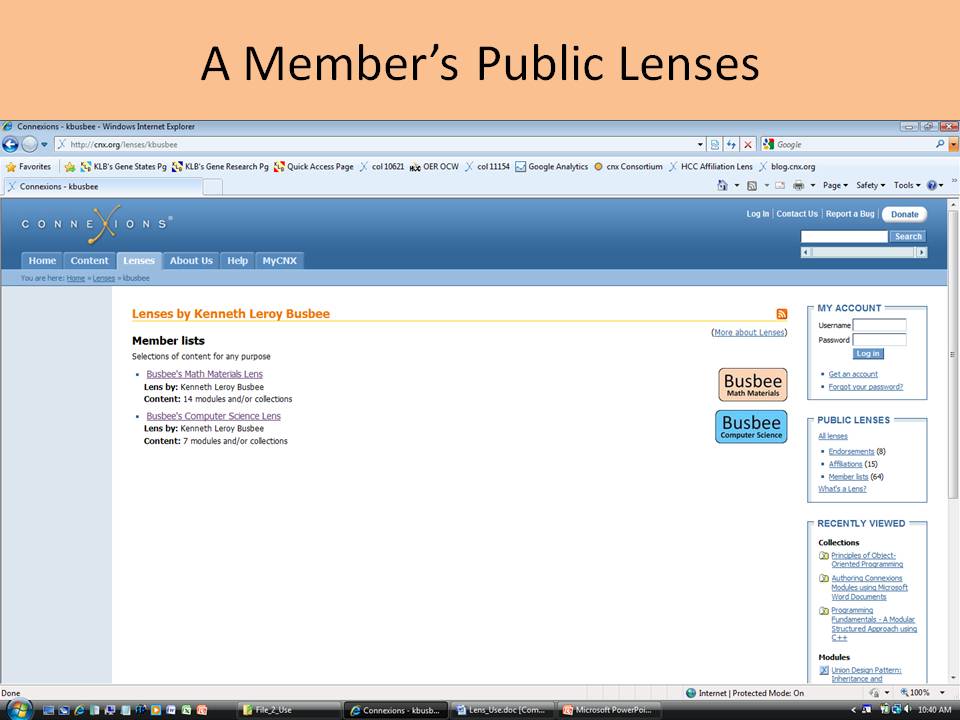 A Member's Public Lenses
Connexions - kbusbee - Windows Internet Explorer
http://cnx.org/lenses/kbusbee
Google
Favorites
KLB's Gene States Pg
KLB's Gene Research Pg
Quick Access Page
col 10621
OER OCW
col 11154
Google Analytics
cnx Consortium
HCC Affiliation Lens
blog.cnx.org
Connexions - kbusbee
Page
Safety
Tools
CONNEXIONS®
Log In | Contact Us | Report a Bug | Donate
Search
Home
Content
Lenses
About Us
Help
MyCNX
You are here: Home » Lenses » kbusbee
Lenses by Kenneth Leroy Busbee
(More about Lenses)
Member lists
Selections of content for any purpose
Busbee's Math Materials Lens
Lens by: Kenneth Leroy Busbee
Content: 14 modules and/or collections
Busbee
Math Materials
Busbee's Computer Science Lens
Lens by: Kenneth Leroy Busbee
Content: 7 modules and/or collections
Busbee
Computer Science
MY ACCOUNT
Username
Password
Log in
Get an account
Forgot your password?
PUBLIC LENSES
All lenses
Endorsements (8)
Affiliations (15)
Member lists (64)
What's a Lens?
RECENTLY VIEWED
Collections
Principles of Object-
Oriented Programming
Authoring Connexions
Modules using Microsoft
Word Documents
Programming
Fundamentals - A Modular
Structured Approach using
C++
Modules
Union Design Pattern:
Inheritance and
Done
Internet | Protected Mode: On
100%
File_2_Use
Connexions - kbusb...
Lens_Use.doc [Com...
Microsoft PowerPoi...
10:40 AM